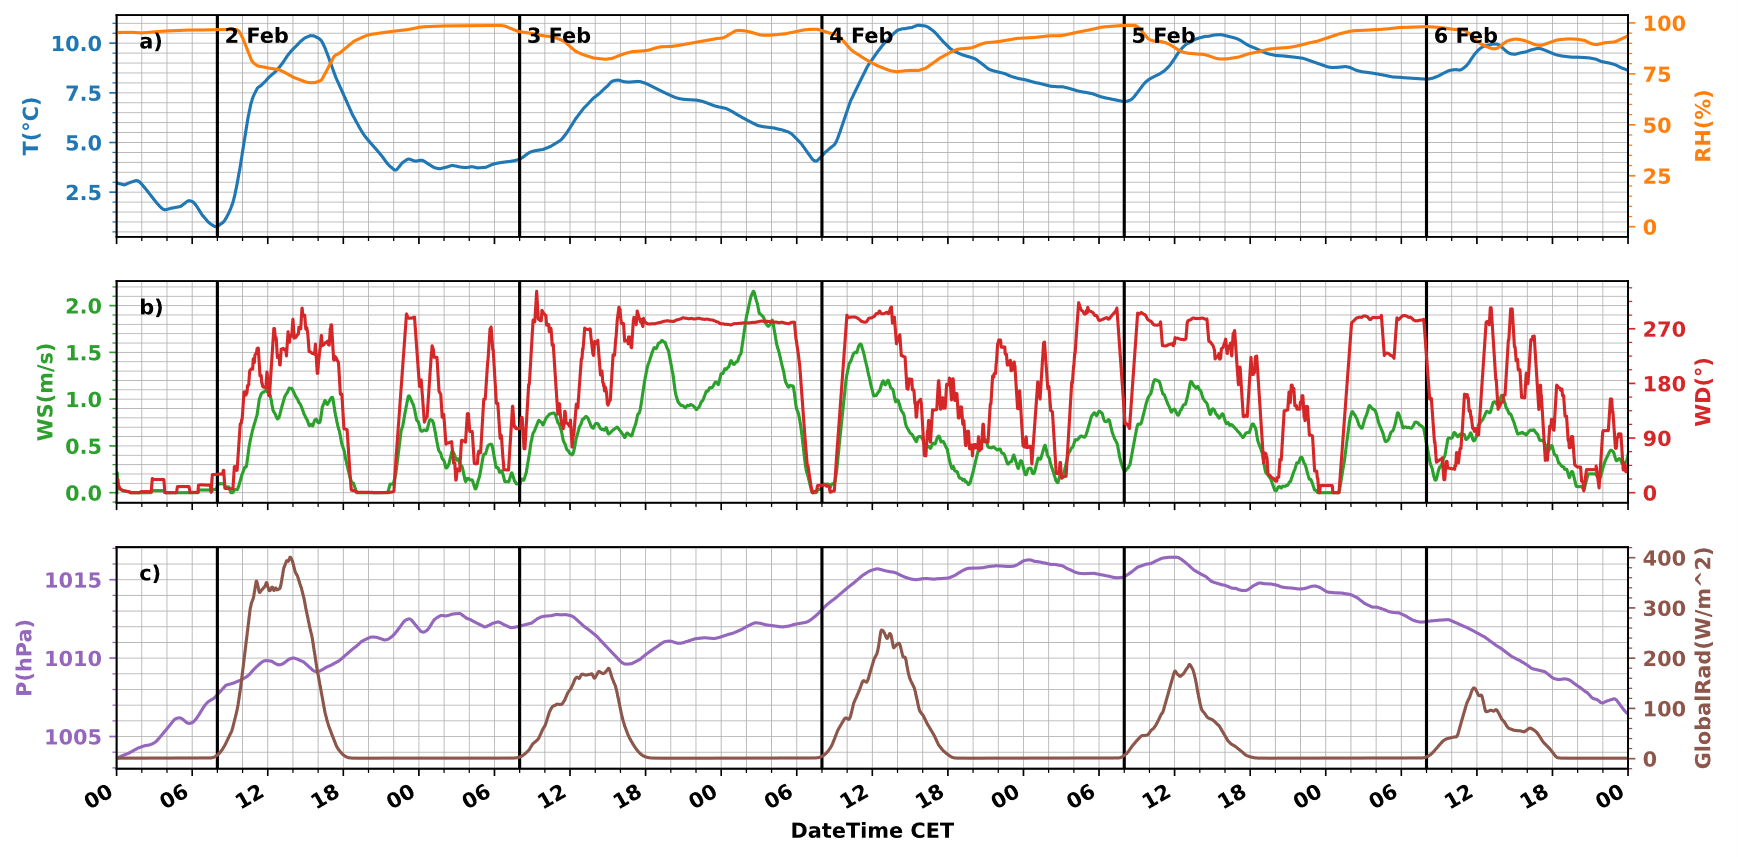 a) 2 Feb 3 Feb 4 Feb 5 Feb 6 Feb
T(°C)
10.0
7.5
5.0
2.5
RH(%)
100
75
50
25
0
b)
WS(m/s)
2.0
1.5
1.0
0.5
0.0
WD(°)
270
180
90
0
c)
P(hPa)
1015
1010
1005
GlobalRad(W/m^2)
400
300
200
100
0
00 06 12 18 00 06 12 18 00 06 12 18 00 06 12 18 00 06 12 18 00
DateTime CET